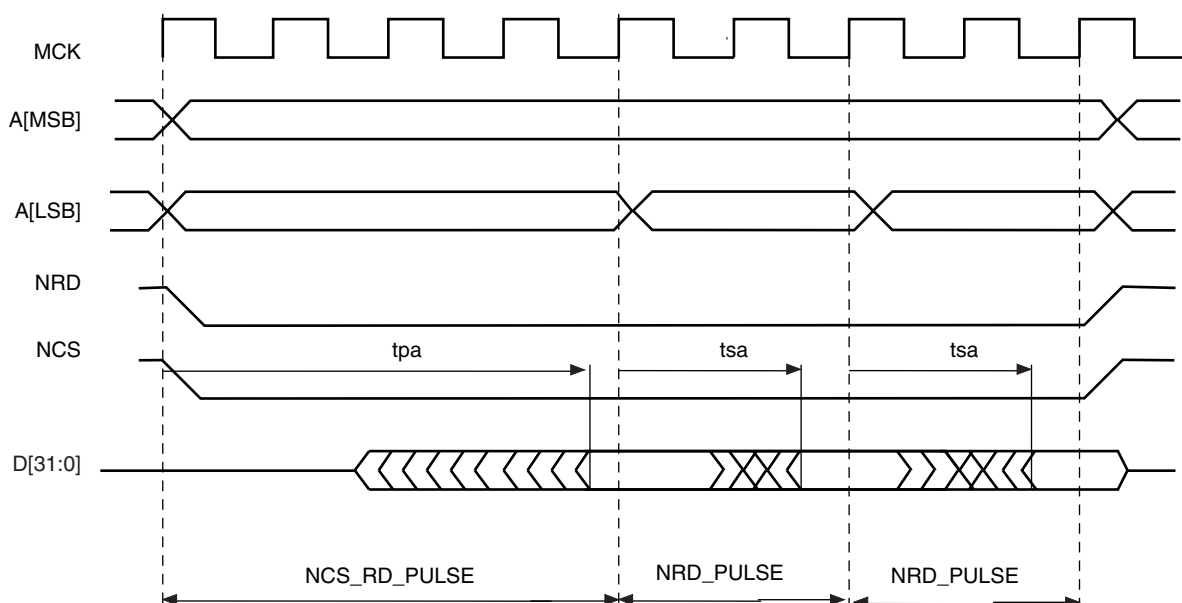 MCK
A[MSB]
A[LSB]
NRD
NCS
tpa
tsa
tsa
D[31:0]
NCS_RD_PULSE
NRD_PULSE
NRD_PULSE